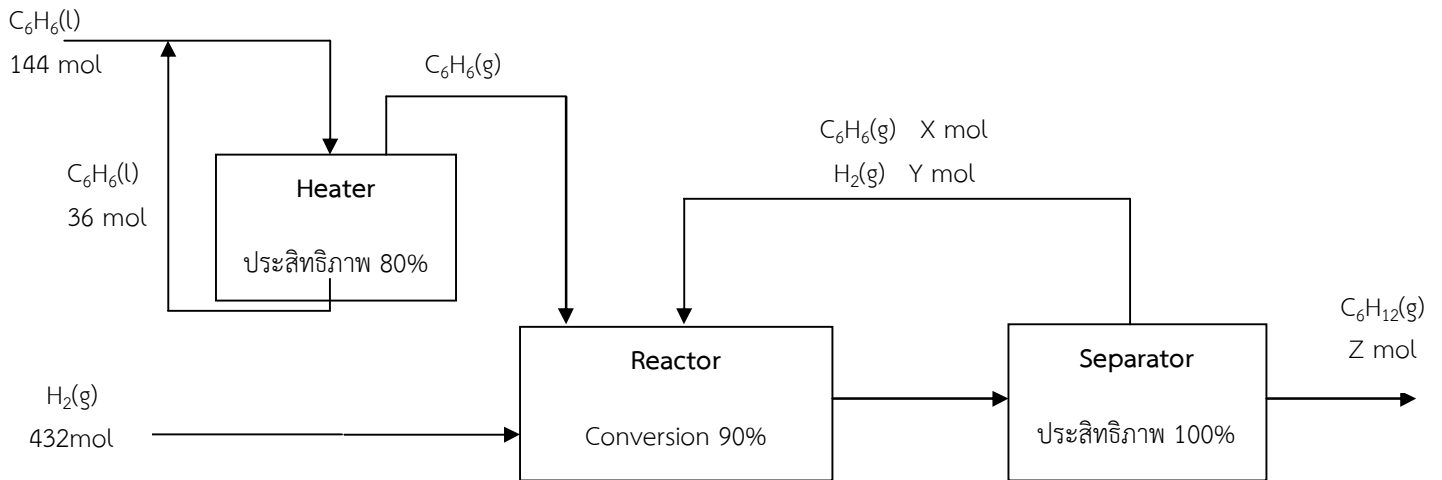 C₆H₆(l)
144 mol
C₆H₆(g)
C₆H₆(l)
36 mol
Heater
ประสิทธิภาพ 80%
C₆H₆(g) X mol
H₂(g) Y mol
H₂(g)
432mol
Reactor
Conversion 90%
Separator
ประสิทธิภาพ 100%
C₆H₁₂(g)
Z mol